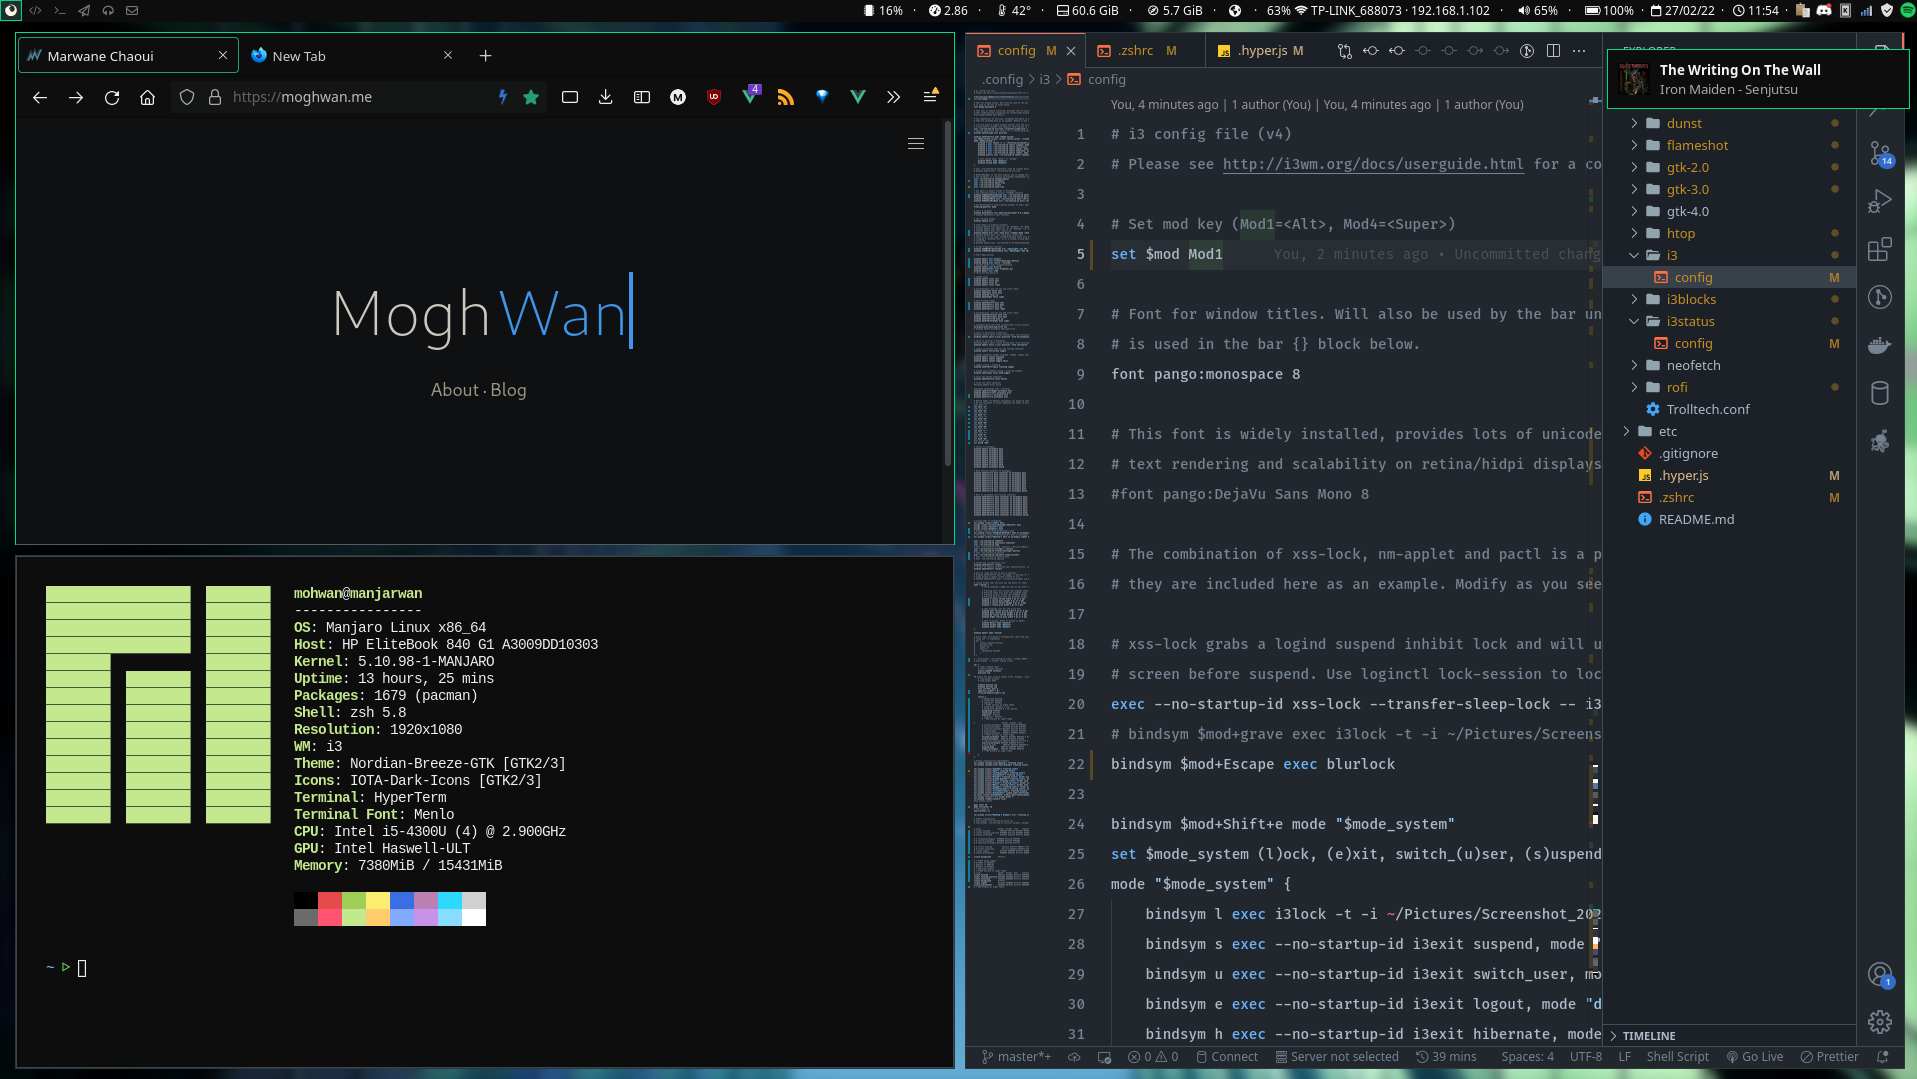 16% · 2.86 · 42° · 60.6 GiB · 5.7 GiB · · 63% TP-LINK_688073 · 192.168.1.102 · 65% · 100% · 27/02/22 · 11:54 ·
Marwane Chaoui
New Tab
https://moghwan.me
4
MoghWan
About · Blog
mohwan@manjarwan
----------------
OS: Manjaro Linux x86_64
Host: HP EliteBook 840 G1 A3009DD10303
Kernel: 5.10.98-1-MANJARO
Uptime: 13 hours, 25 mins
Packages: 1679 (pacman)
Shell: zsh 5.8
Resolution: 1920x1080
WM: i3
Theme: Nordian-Breeze-GTK [GTK2/3]
Icons: IOTA-Dark-Icons [GTK2/3]
Terminal: HyperTerm
Terminal Font: Menlo
CPU: Intel i5-4300U (4) @ 2.900GHz
GPU: Intel Haswell-ULT
Memory: 7380MiB / 15431MiB
~ ▷
config M
.zshrc M
JS .hyper.js M
.config > i3 > config
You, 4 minutes ago | 1 author (You) | You, 4 minutes ago | 1 author (You)
1 # i3 config file (v4)
2 # Please see http://i3wm.org/docs/userguide.html for a co
3
4 # Set mod key (Mod1=<Alt>, Mod4=<Super>)
5 set $mod Mod1 You, 2 minutes ago • Uncommitted chang
6
7 # Font for window titles. Will also be used by the bar un
8 # is used in the bar {} block below.
9 font pango:monospace 8
10
11 # This font is widely installed, provides lots of unicode
12 # text rendering and scalability on retina/hidpi displays
13 #font pango:DejaVu Sans Mono 8
14
15 # The combination of xss-lock, nm-applet and pactl is a p
16 # they are included here as an example. Modify as you see
17
18 # xss-lock grabs a logind suspend inhibit lock and will u
19 # screen before suspend. Use loginctl lock-session to loc
20 exec --no-startup-id xss-lock --transfer-sleep-lock -- i3
21 # bindsym $mod+grave exec i3lock -t -i ~/Pictures/Screens
22 bindsym $mod+Escape exec blurlock
23
24 bindsym $mod+Shift+e mode "$mode_system"
25 set $mode_system (l)ock, (e)xit, switch_(u)ser, (s)uspend
26 mode "$mode_system" {
27 bindsym l exec i3lock -t -i ~/Pictures/Screenshot_202
28 bindsym s exec --no-startup-id i3exit suspend, mode "
29 bindsym u exec --no-startup-id i3exit switch_user, mo
30 bindsym e exec --no-startup-id i3exit logout, mode "d
31 bindsym h exec --no-startup-id i3exit hibernate, mode
The Writing On The Wall
Iron Maiden - Senjutsu
dunst
flameshot
gtk-2.0
gtk-3.0
gtk-4.0
htop
i3
config M
i3blocks
i3status
config M
neofetch
rofi
Trolltech.conf
etc
.gitignore
JS .hyper.js M
.zshrc M
README.md
14
1
TIMELINE
master*+ 0 0 Connect Server not selected 39 mins Spaces: 4 UTF-8 LF Shell Script Go Live Prettier